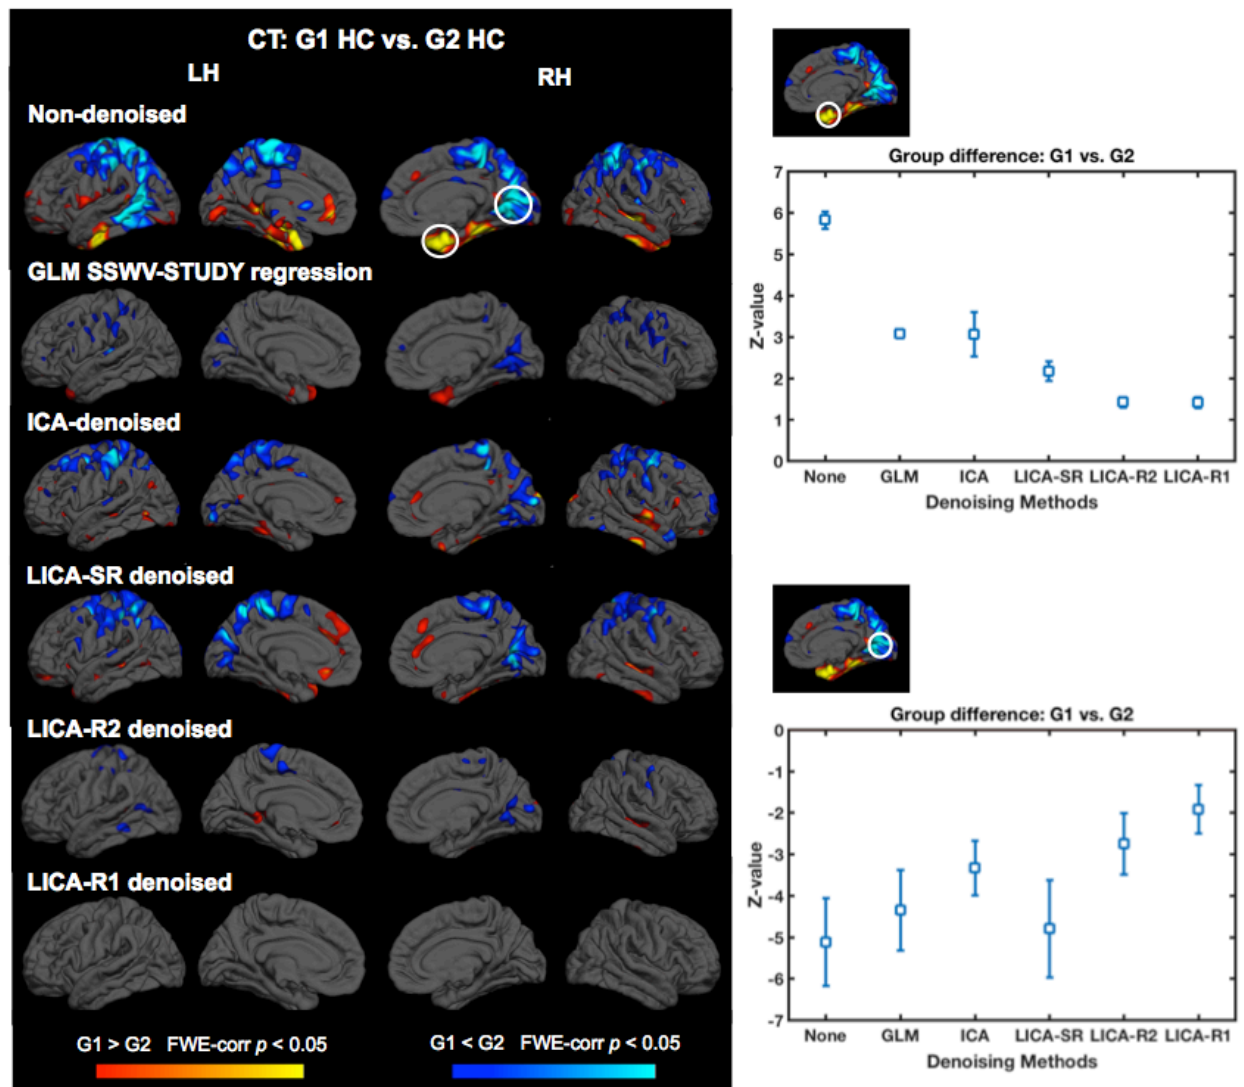 CT: G1 HC vs. G2 HC
LH
RH
Non-denoised
GLM SSWV-STUDY regression
ICA-denoised
LICA-SR denoised
LICA-R2 denoised
LICA-R1 denoised
G1 > G2 FWE-corr p < 0.05
G1 < G2 FWE-corr p < 0.05
Group difference: G1 vs. G2
7
6
5
4
3
2
1
0
Z-value
None GLM ICA LICA-SR LICA-R2 LICA-R1
Denoising Methods
Group difference: G1 vs. G2
0
-1
-2
-3
-4
-5
-6
-7
Z-value
None GLM ICA LICA-SR LICA-R2 LICA-R1
Denoising Methods